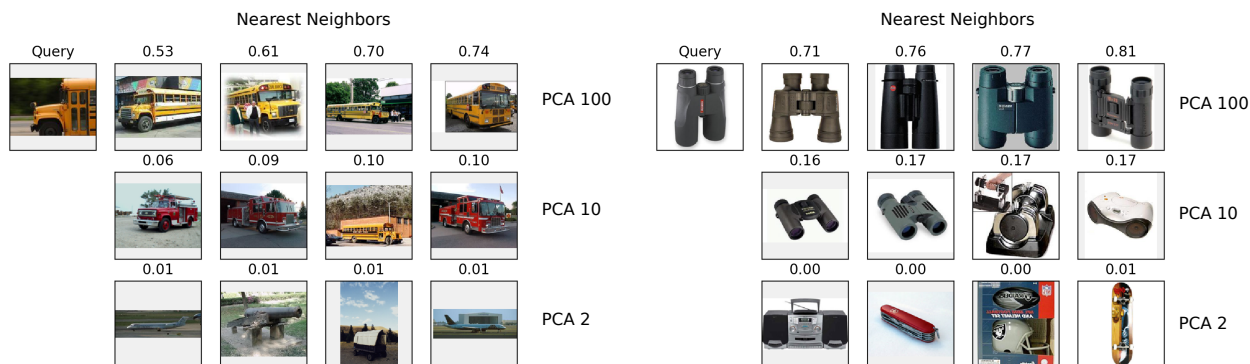 Nearest Neighbors
Query 0.53 0.61 0.70 0.74
PCA 100
0.06 0.09 0.10 0.10
PCA 10
0.01 0.01 0.01 0.01
PCA 2
Nearest Neighbors
Query 0.71 0.76 0.77 0.81
PCA 100
0.16 0.17 0.17 0.17
PCA 10
0.00 0.00 0.00 0.01
PCA 2